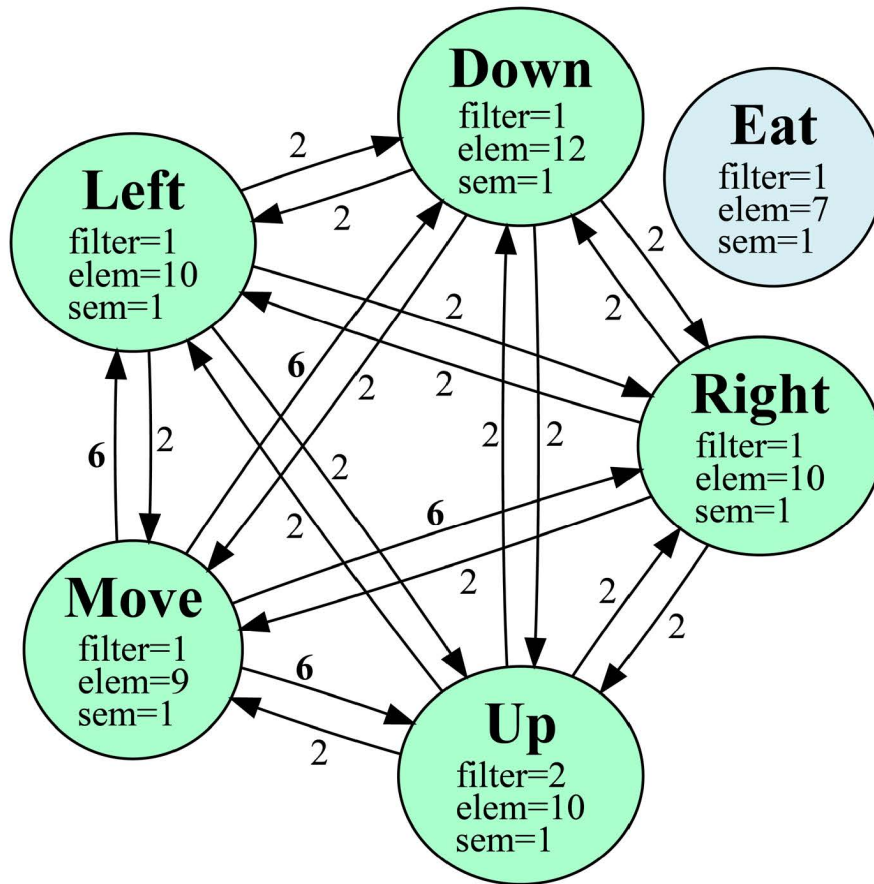 Down
filter=1
elem=12
sem=1
Eat
filter=1
elem=7
sem=1
Left
filter=1
elem=10
sem=1
2
2
2
2
2
2
6
2
Right
filter=1
elem=10
sem=1
6
2
2
2
2
2
6
2
Move
filter=1
elem=9
sem=1
6
2
2
2
Up
filter=2
elem=10
sem=1